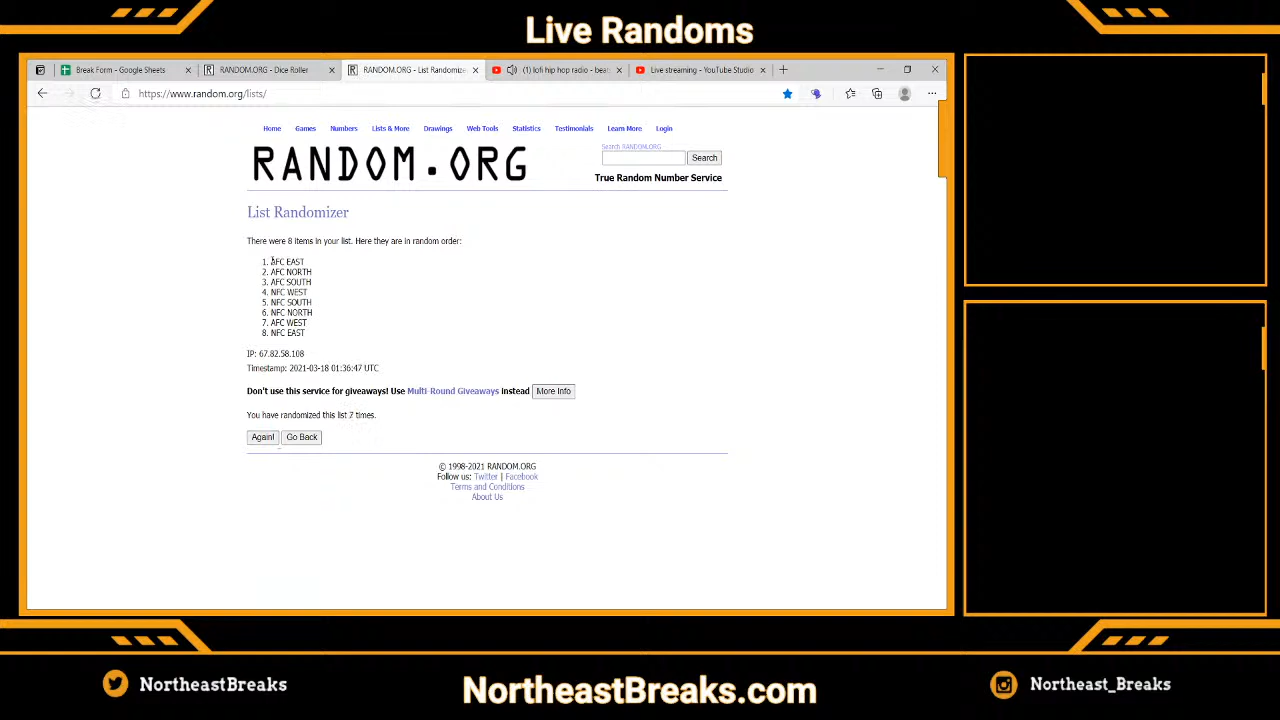 Live Randoms
Break Form - Google Sheets
RANDOM.ORG - Dice Roller
RANDOM.ORG - List Randomize
(1) lofi hip hop radio - beat
Live streaming - YouTube Studio
https://www.random.org/lists/
Home Games Numbers Lists & More Drawings Web Tools Statistics Testimonials Learn More Login
RANDOM.ORG
Search RANDOM.ORG
Search
True Random Number Service
List Randomizer
There were 8 items in your list. Here they are in random order:
1. AFC EAST
2. AFC NORTH
3. AFC SOUTH
4. NFC WEST
5. NFC SOUTH
6. NFC NORTH
7. AFC WEST
8. NFC EAST
IP: 67.82.58.108
Timestamp: 2021-03-18 01:36:47 UTC
Don't use this service for giveaways! Use Multi-Round Giveaways instead More Info
You have randomized this list 7 times.
Again! Go Back
© 1998-2021 RANDOM.ORG
Follow us: Twitter | Facebook
Terms and Conditions
About Us
NortheastBreaks
NortheastBreaks.com
Northeast_Breaks